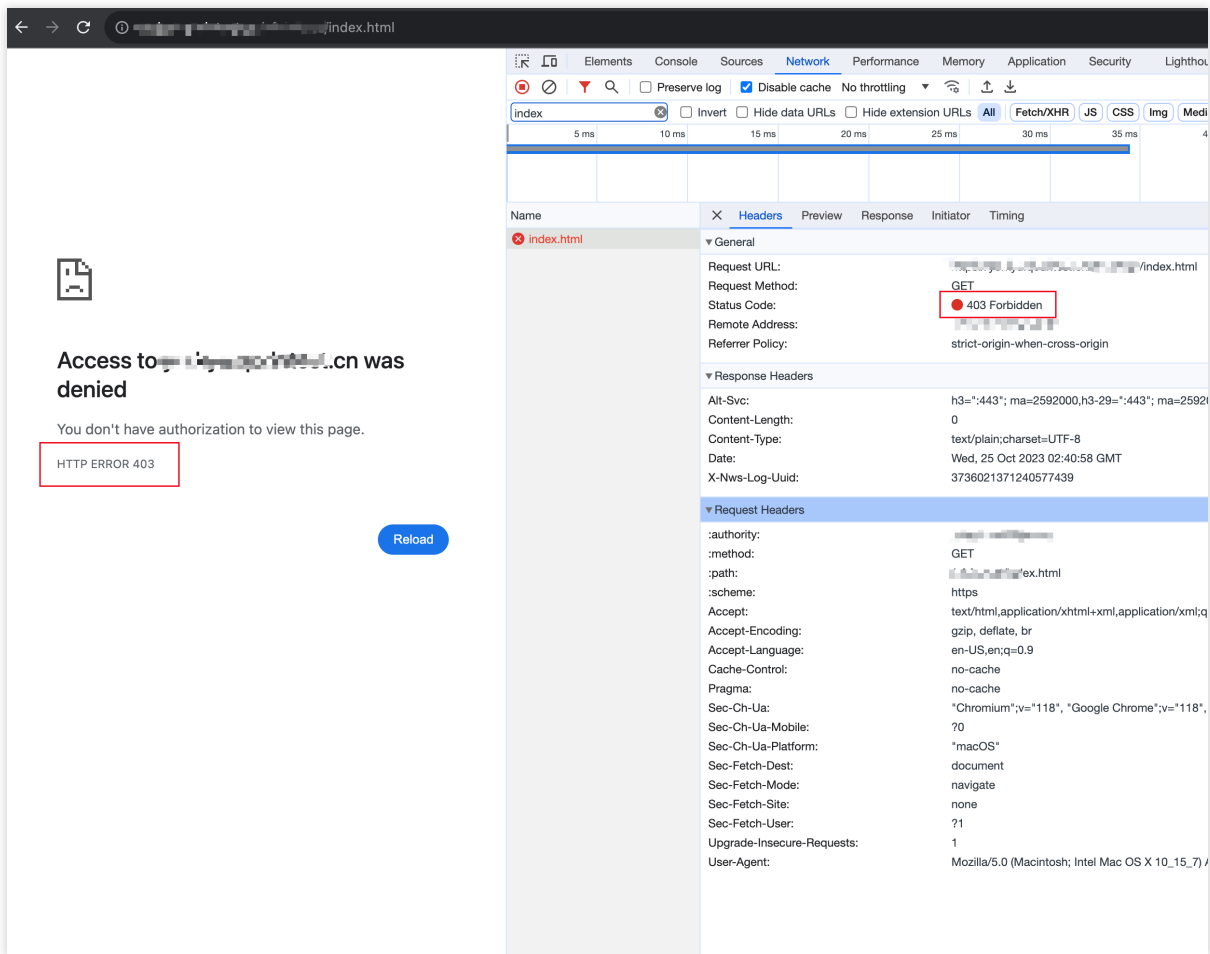 /index.html
Elements Console Sources Network Performance Memory Application Security
Preserve log Disable cache No throttling
index Invert Hide data URLs Hide extension URLs All Fetch/XHR JS CSS Img
5 ms 10 ms 15 ms 20 ms 25 ms 30 ms 35 ms
Name
Headers Preview Response Initiator Timing
index.html
General
Request URL: /index.html
Request Method: GET
Status Code: 403 Forbidden
Remote Address:
Referrer Policy: strict-origin-when-cross-origin
Response Headers
Alt-Svc: h3=":443"; ma=2592000,h3-29=":443"; ma=2592
Content-Length: 0
Content-Type: text/plain;charset=UTF-8
Date: Wed, 25 Oct 2023 02:40:58 GMT
X-Nws-Log-Uuid: 3736021371240577439
Request Headers
:authority:
:method: GET
:path: ex.html
:scheme: https
Accept: text/html,application/xhtml+xml,application/xml;q
Accept-Encoding: gzip, deflate, br
Accept-Language: en-US,en;q=0.9
Cache-Control: no-cache
Pragma: no-cache
Sec-Ch-Ua: "Chromium";v="118", "Google Chrome";v="118",
Sec-Ch-Ua-Mobile: ?0
Sec-Ch-Ua-Platform: "macOS"
Sec-Fetch-Dest: document
Sec-Fetch-Mode: navigate
Sec-Fetch-Site: none
Sec-Fetch-User: ?1
Upgrade-Insecure-Requests: 1
User-Agent: Mozilla/5.0 (Macintosh; Intel Mac OS X 10_15_7)
Access to .cn was
denied
You don't have authorization to view this page.
HTTP ERROR 403
Reload